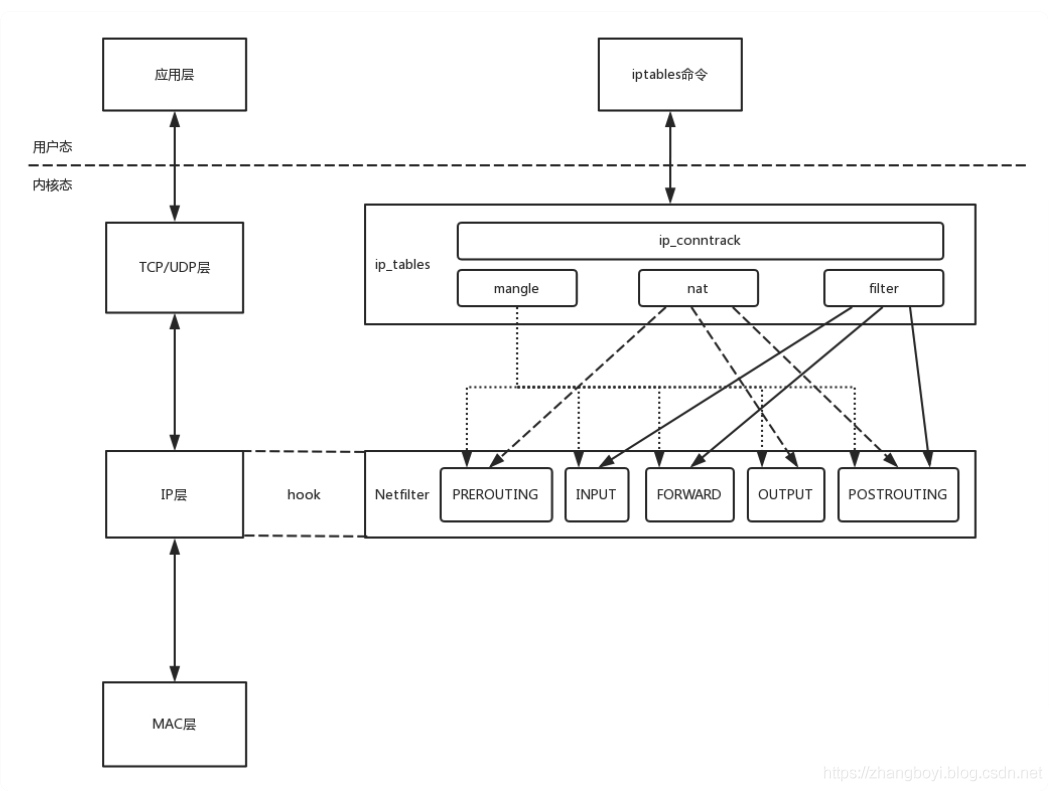 应用层
iptables命令
用户态
内核态
TCP/UDP层
ip_tables
ip_conntrack
mangle
nat
filter
IP层
hook
Netfilter
PREROUTING
INPUT
FORWARD
OUTPUT
POSTROUTING
MAC层
https://zhangboyi.blog.csdn.net